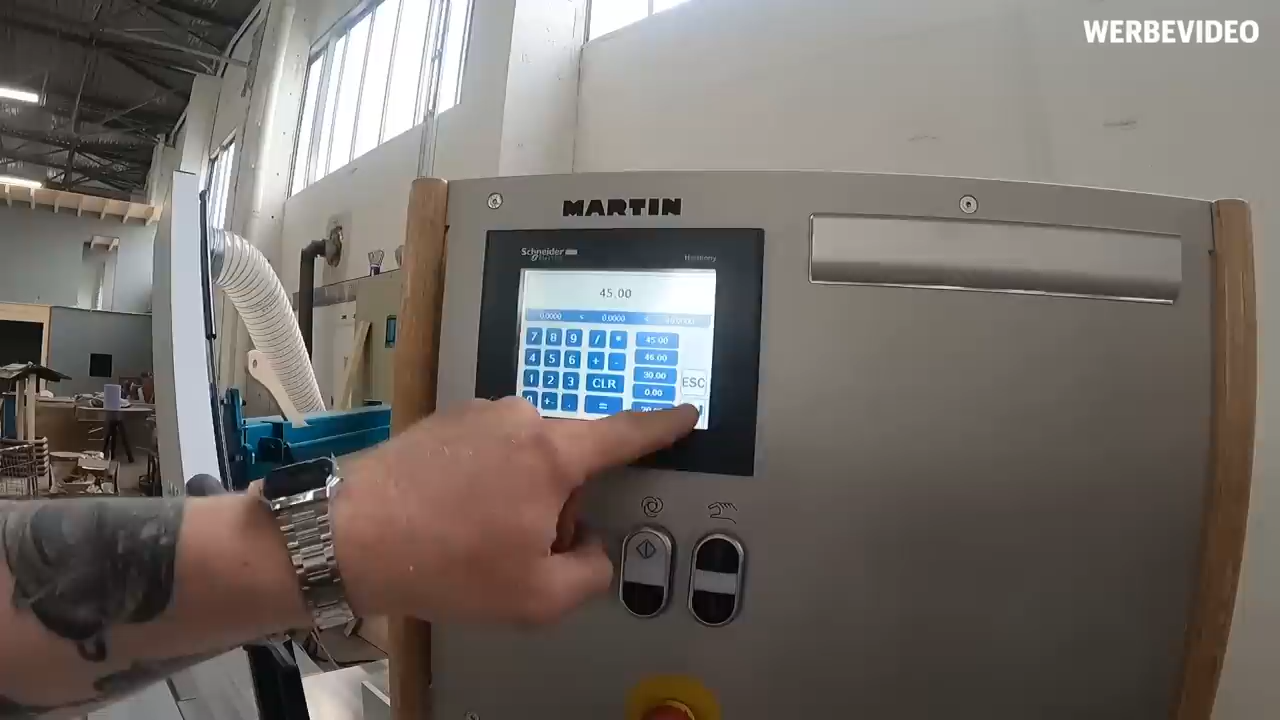 WERBEVIDEO
MARTIN
Schneider
Harmony
45.00
0.0000 < 0.0000 <
7 8 9 / * 45.00
4 5 6 + - 46.00
1 2 3 CLR 30.00 ESC
+- . = 0.00